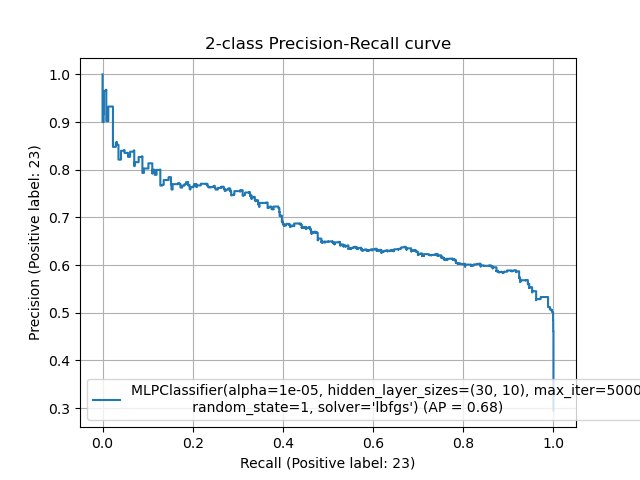 2-class Precision-Recall curve
1.0
0.9
0.8
0.7
0.6
0.5
0.4
0.3
Precision (Positive label: 23)
MLPClassifier(alpha=1e-05, hidden_layer_sizes=(30, 10), max_iter=5000
random_state=1, solver='lbfgs') (AP = 0.68)
0.0 0.2 0.4 0.6 0.8 1.0
Recall (Positive label: 23)